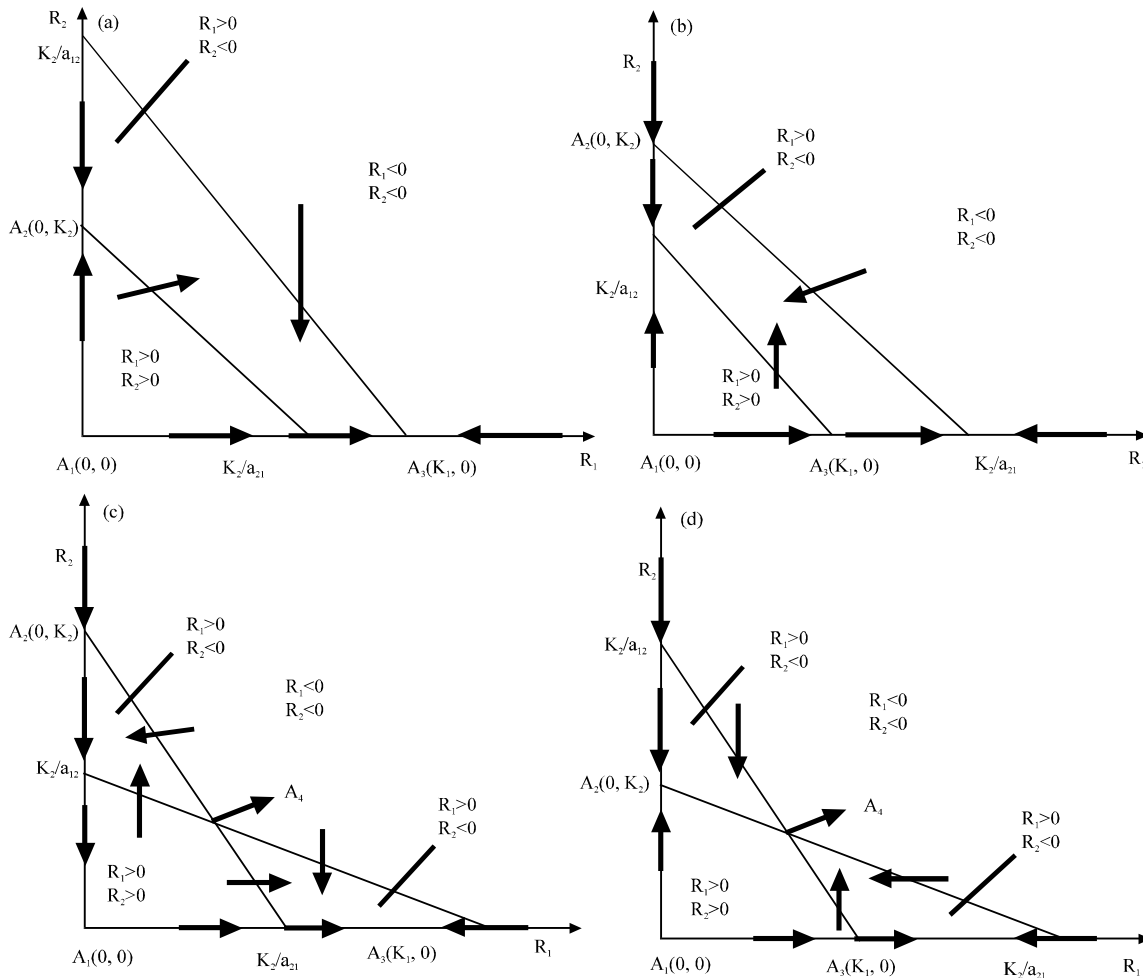 R₂
(a)
R₁>0
R₂<0
K₂/a₁₂
R₁<0
R₂<0
A₂(0, K₂)
R₁>0
R₂>0
A₁(0, 0)
K₂/a₂₁
A₃(K₁, 0)
R₁
(b)
R₂
A₂(0, K₂)
R₁>0
R₂<0
R₁<0
R₂<0
K₂/a₁₂
R₁>0
R₂>0
A₁(0, 0)
A₃(K₁, 0)
K₂/a₂₁
R
(c)
R₂
A₂(0, K₂)
R₁>0
R₂<0
R₁<0
R₂<0
K₂/a₁₂
A₄
R₁>0
R₂<0
R₁>0
R₂>0
A₁(0, 0)
K₂/a₂₁
A₃(K₁, 0)
R₁
(d)
R₂
K₂/a₁₂
R₁>0
R₂<0
R₁<0
R₂<0
A₂(0, K₂)
A₄
R₁>0
R₂<0
R₁>0
R₂>0
A₁(0, 0)
A₃(K₁, 0)
K₂/a₂₁
R